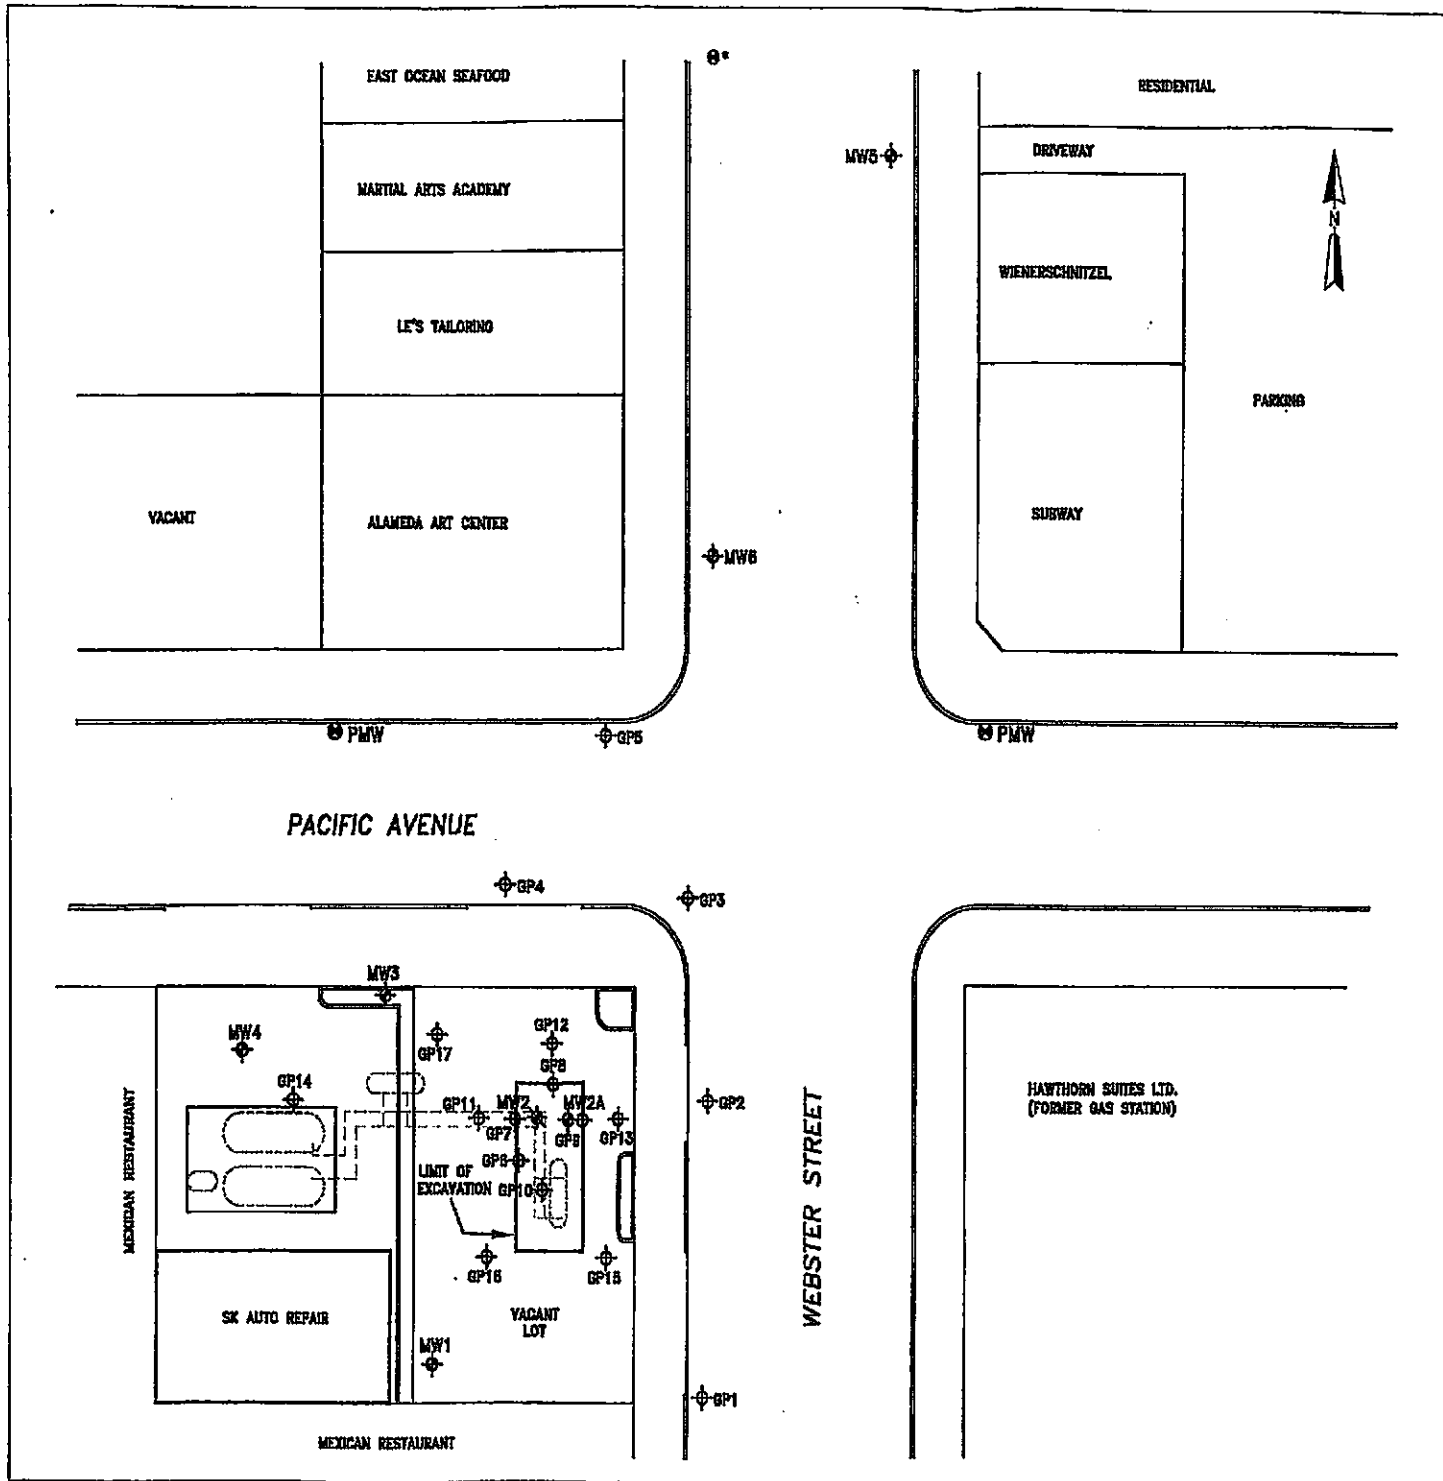 EAST OCEAN SEAFOOD
RESIDENTIAL
MW5
DRIVEWAY
MARTIAL ARTS ACADEMY
N
WIENERSCHNITZEL
LE'S TAILORING
PARKING
VACANT
ALAMEDA ART CENTER
SUBWAY
MW6
PMW
GP5
PMW
PACIFIC AVENUE
GP4
GP3
MW3
MW4
GP17
GP12
GP8
GP14
GP11
MW2
MW2A
GP2
GP7
GP9
GP13
HAWTHORN SUITES LTD.
(FORMER GAS STATION)
MEXICAN RESTAURANT
GP6
LIMIT OF
EXCAVATION
GP10
WEBSTER STREET
GP16
GP15
SK AUTO REPAIR
VACANT
LOT
MW1
GP1
MEXICAN RESTAURANT